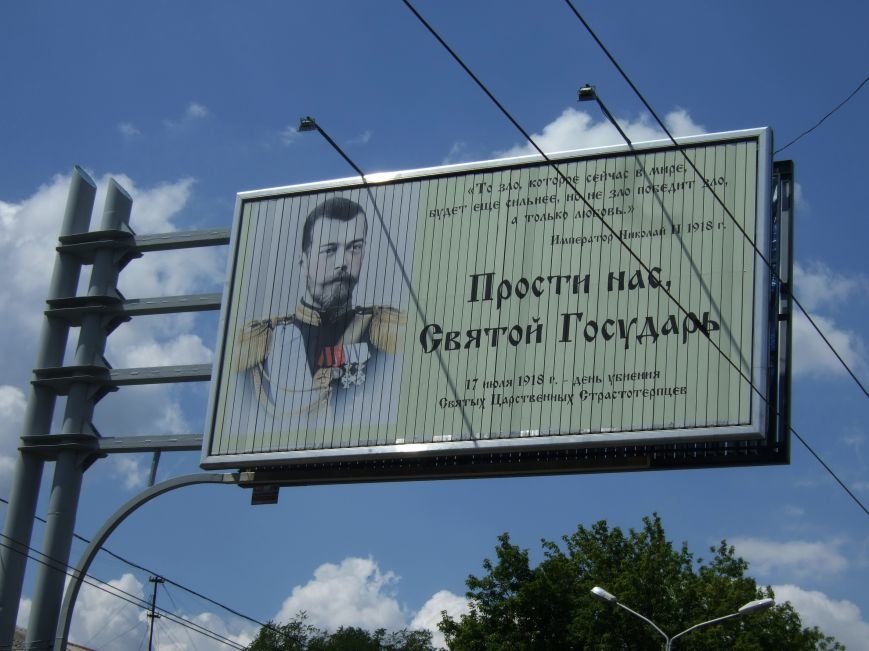 «То зло, которое сейчас в мире,
будет еще сильнее, но не зло победит зло,
а только любовь.»
Император Николай II 1918 г.
Прости нас,
Святой Государь
17 июля 1918 г. - день убиения
Святых Царственных Страстотерпцев